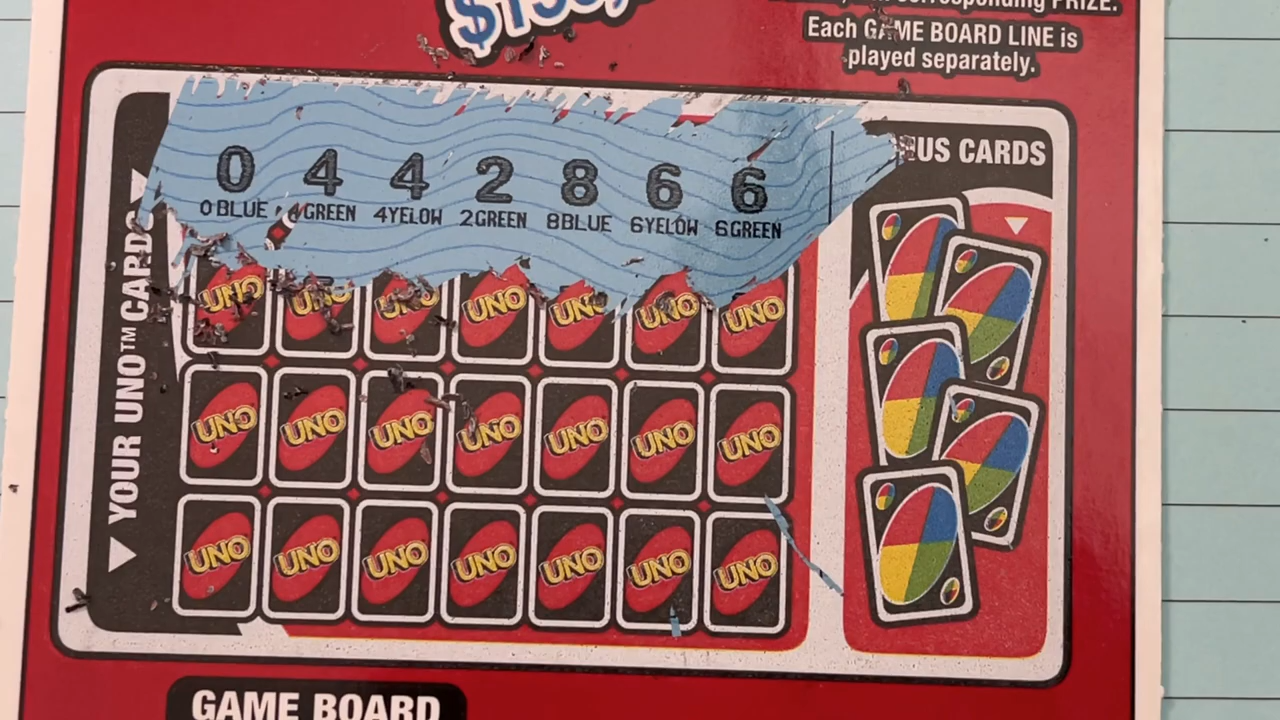 PRIZE.
Each GAME BOARD LINE is
played separately.
YOUR UNO™ CARDS
0 4 4 2 8 6 6
0BLUE 4GREEN 4YELOW 2GREEN 8BLUE 6YELOW 6GREEN
US CARDS
UNO UNO UNO UNO UNO UNO UNO
UNO UNO UNO UNO UNO UNO UNO
UNO UNO UNO UNO UNO UNO UNO
GAME BOARD